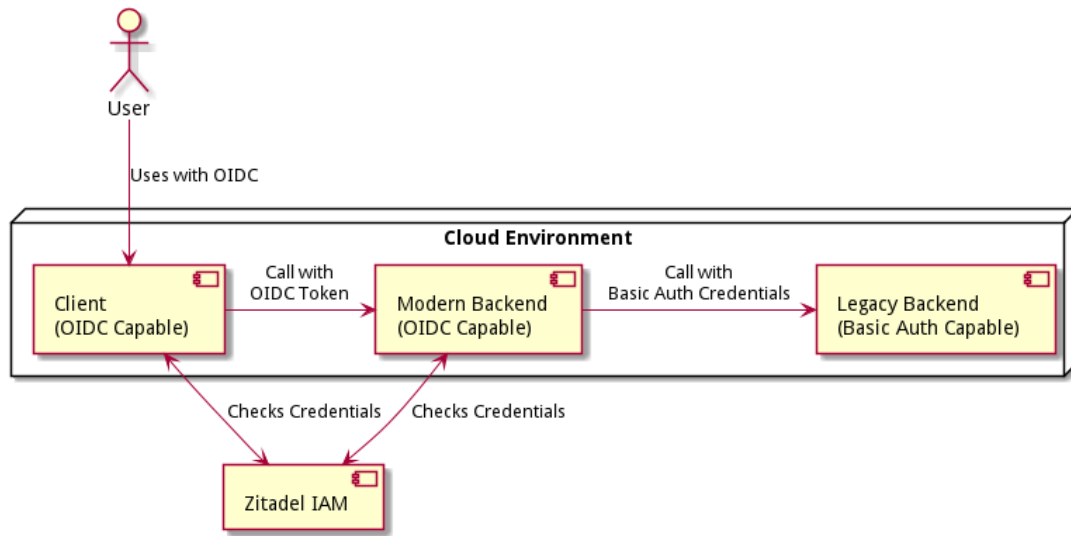 User
Uses with OIDC
Cloud Environment
Client
(OIDC Capable)
Call with
OIDC Token
Modern Backend
(OIDC Capable)
Call with
Basic Auth Credentials
Legacy Backend
(Basic Auth Capable)
Checks Credentials
Checks Credentials
Zitadel IAM